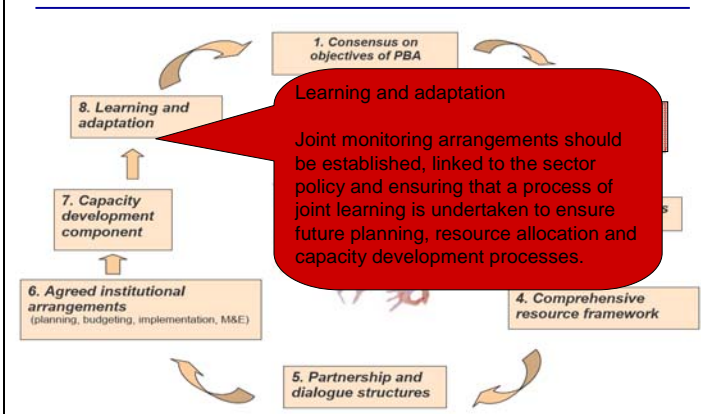 1. Consensus on
objectives of PBA
Learning and adaptation
Joint monitoring arrangements should
be established, linked to the sector
policy and ensuring that a process of
joint learning is undertaken to ensure
future planning, resource allocation and
capacity development processes.
8. Learning and
adaptation
7. Capacity
development
component
s
6. Agreed institutional
arrangements
(planning, budgeting, implementation, M&E)
4. Comprehensive
resource framework
5. Partnership and
dialogue structures